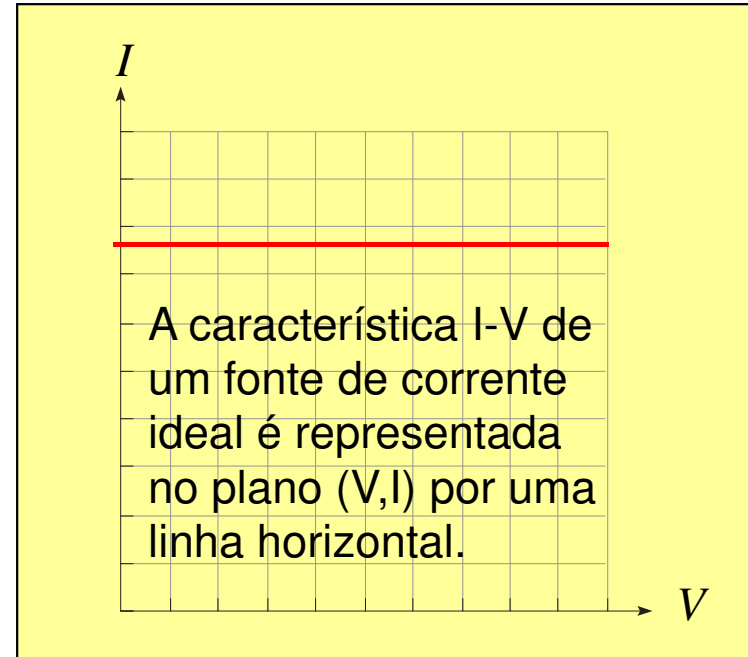 I
A característica I-V de
um fonte de corrente
ideal é representada
no plano (V,I) por uma
linha horizontal.
V